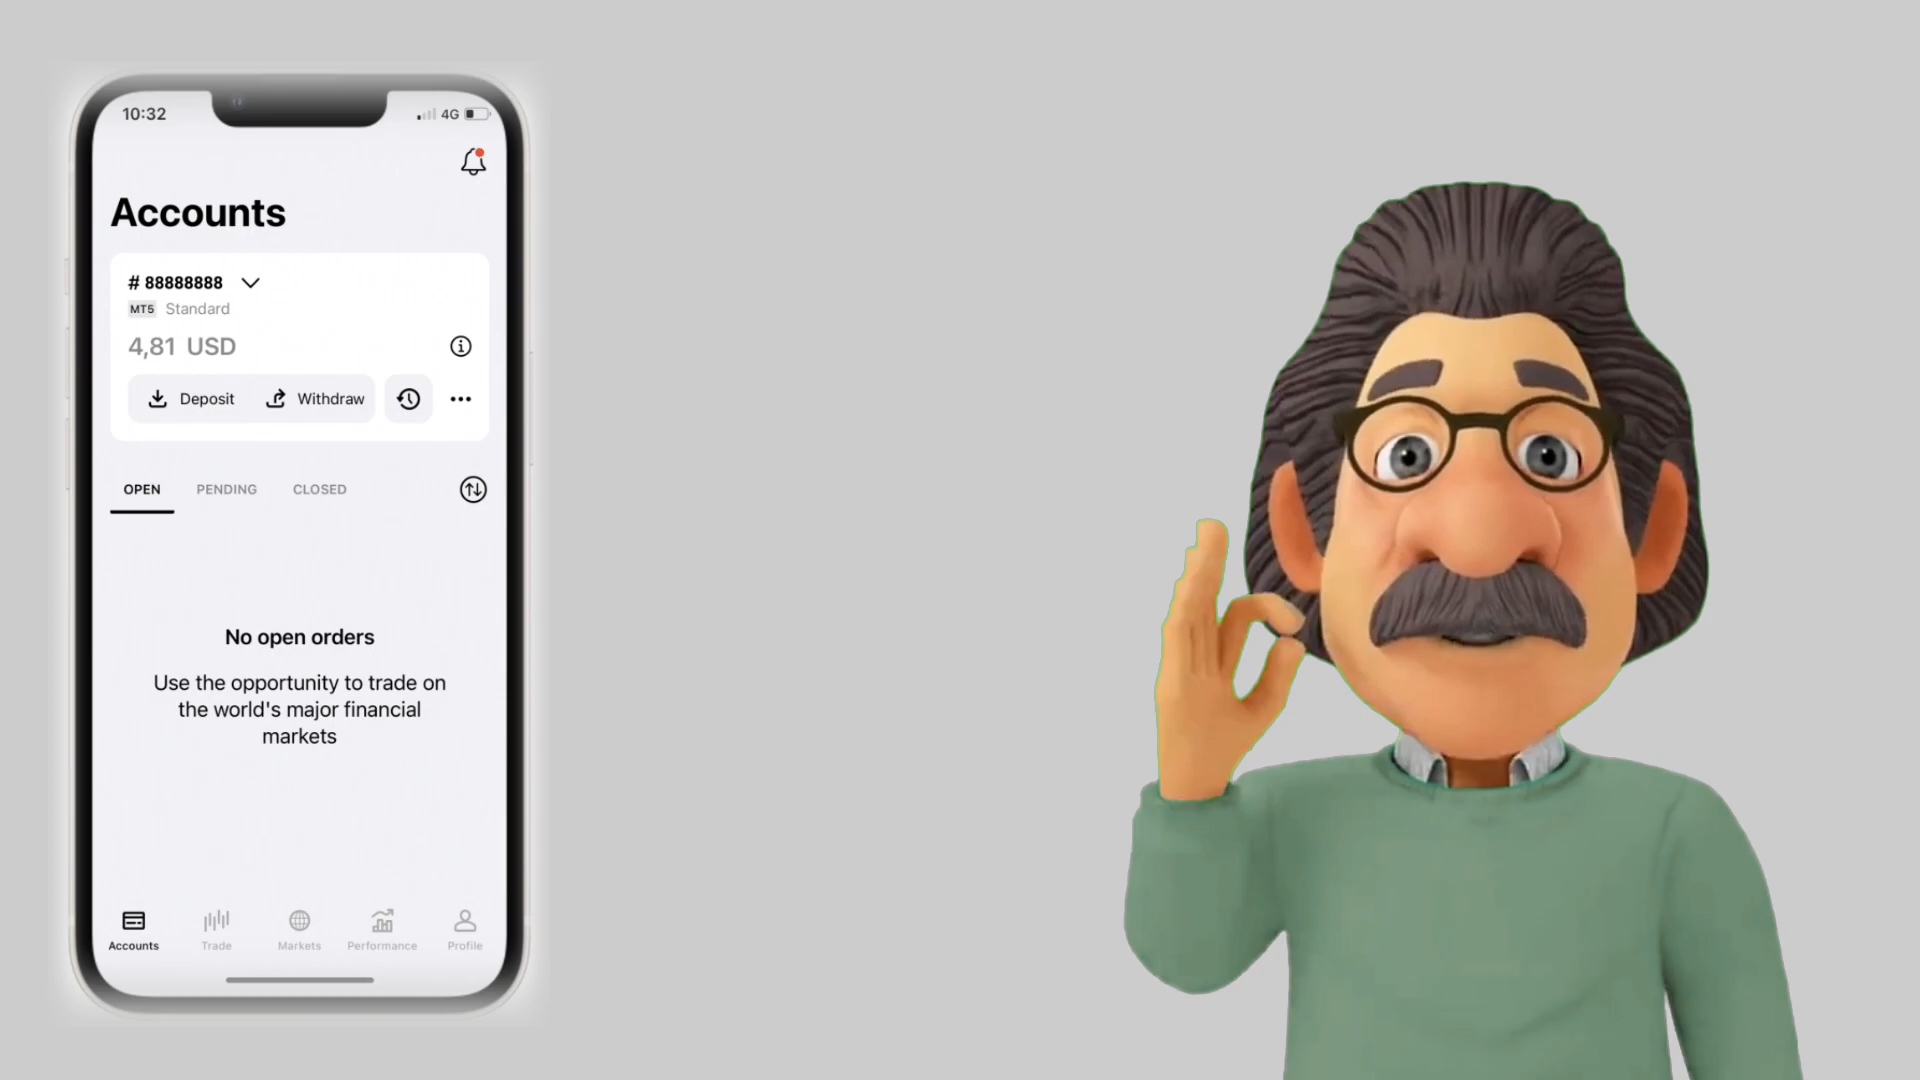 10:32
4G
Accounts
# 88888888
MT5 Standard
4,81 USD
Deposit Withdraw
OPEN PENDING CLOSED
No open orders
Use the opportunity to trade on
the world's major financial
markets
Accounts Trade Markets Performance Profile